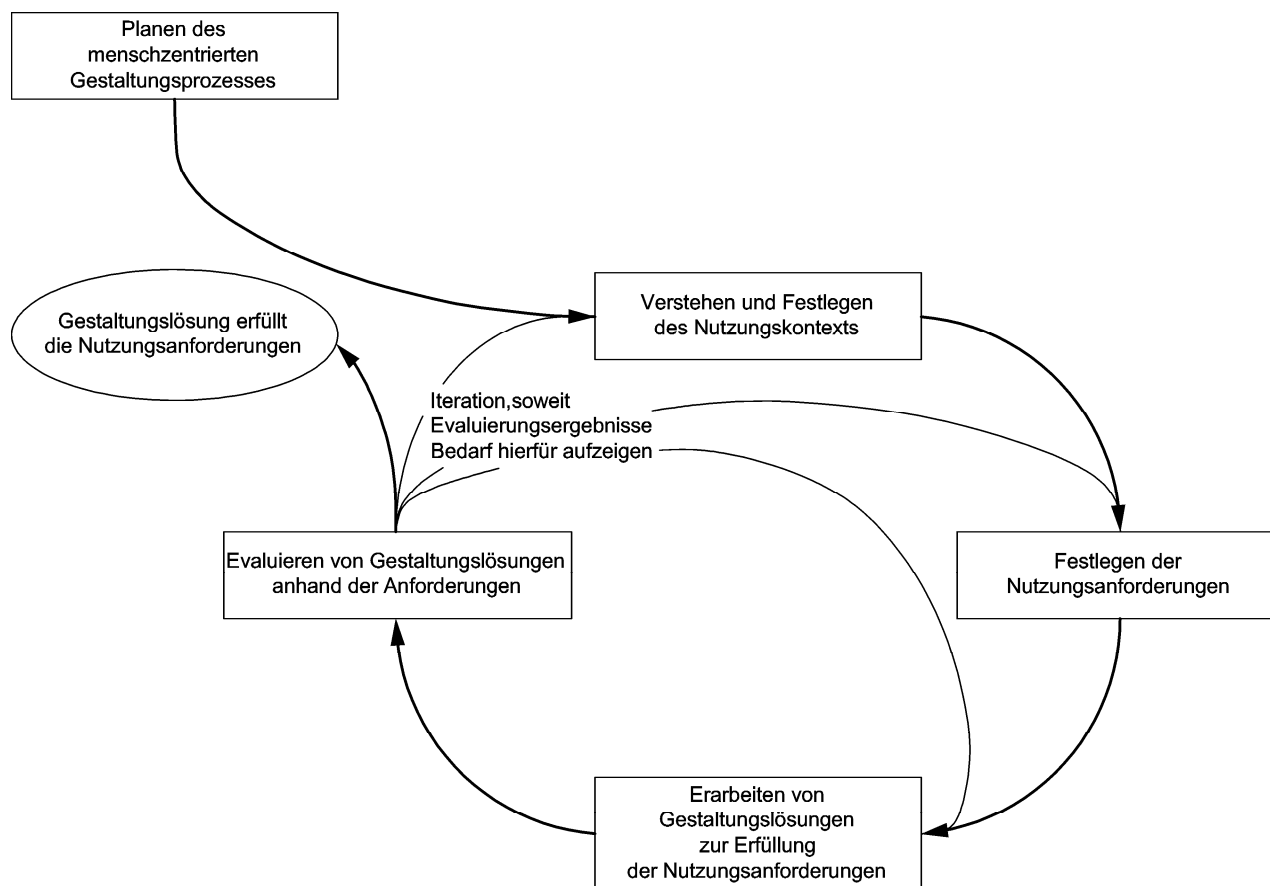 Planen des
menschzentrierten
Gestaltungsprozesses
Verstehen und Festlegen
des Nutzungskontexts
Gestaltungslösung erfüllt
die Nutzungsanforderungen
Iteration,soweit
Evaluierungsergebnisse
Bedarf hierfür aufzeigen
Evaluieren von Gestaltungslösungen
anhand der Anforderungen
Festlegen der
Nutzungsanforderungen
Erarbeiten von
Gestaltungslösungen
zur Erfüllung
der Nutzungsanforderungen